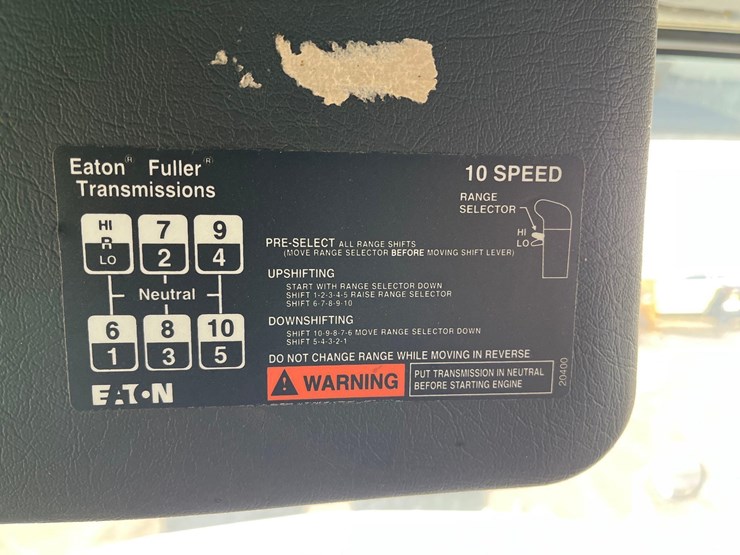 Eaton® Fuller®
Transmissions
10 SPEED
RANGE
SELECTOR
HI
LO
HI
R
LO
7
2
9
4
Neutral
6
1
8
3
10
5
EATON
PRE-SELECT ALL RANGE SHIFTS
(MOVE RANGE SELECTOR BEFORE MOVING SHIFT LEVER)
UPSHIFTING
START WITH RANGE SELECTOR DOWN
SHIFT 1-2-3-4-5 RAISE RANGE SELECTOR
SHIFT 6-7-8-9-10
DOWNSHIFTING
SHIFT 10-9-8-7-6 MOVE RANGE SELECTOR DOWN
SHIFT 5-4-3-2-1
DO NOT CHANGE RANGE WHILE MOVING IN REVERSE
WARNING
PUT TRANSMISSION IN NEUTRAL
BEFORE STARTING ENGINE
20400